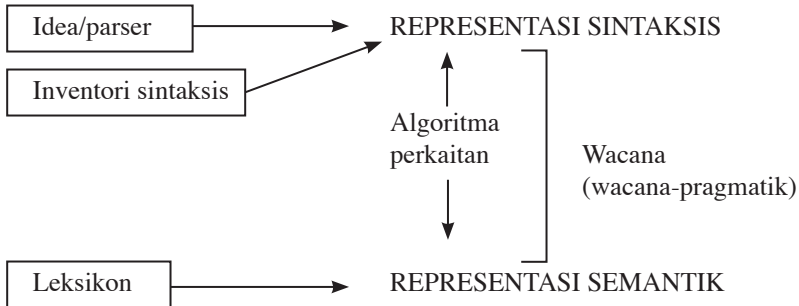 Idea/parser
REPRESENTASI SINTAKSIS
Inventori sintaksis
Algoritma
perkaitan
Wacana
(wacana-pragmatik)
Leksikon
REPRESENTASI SEMANTIK